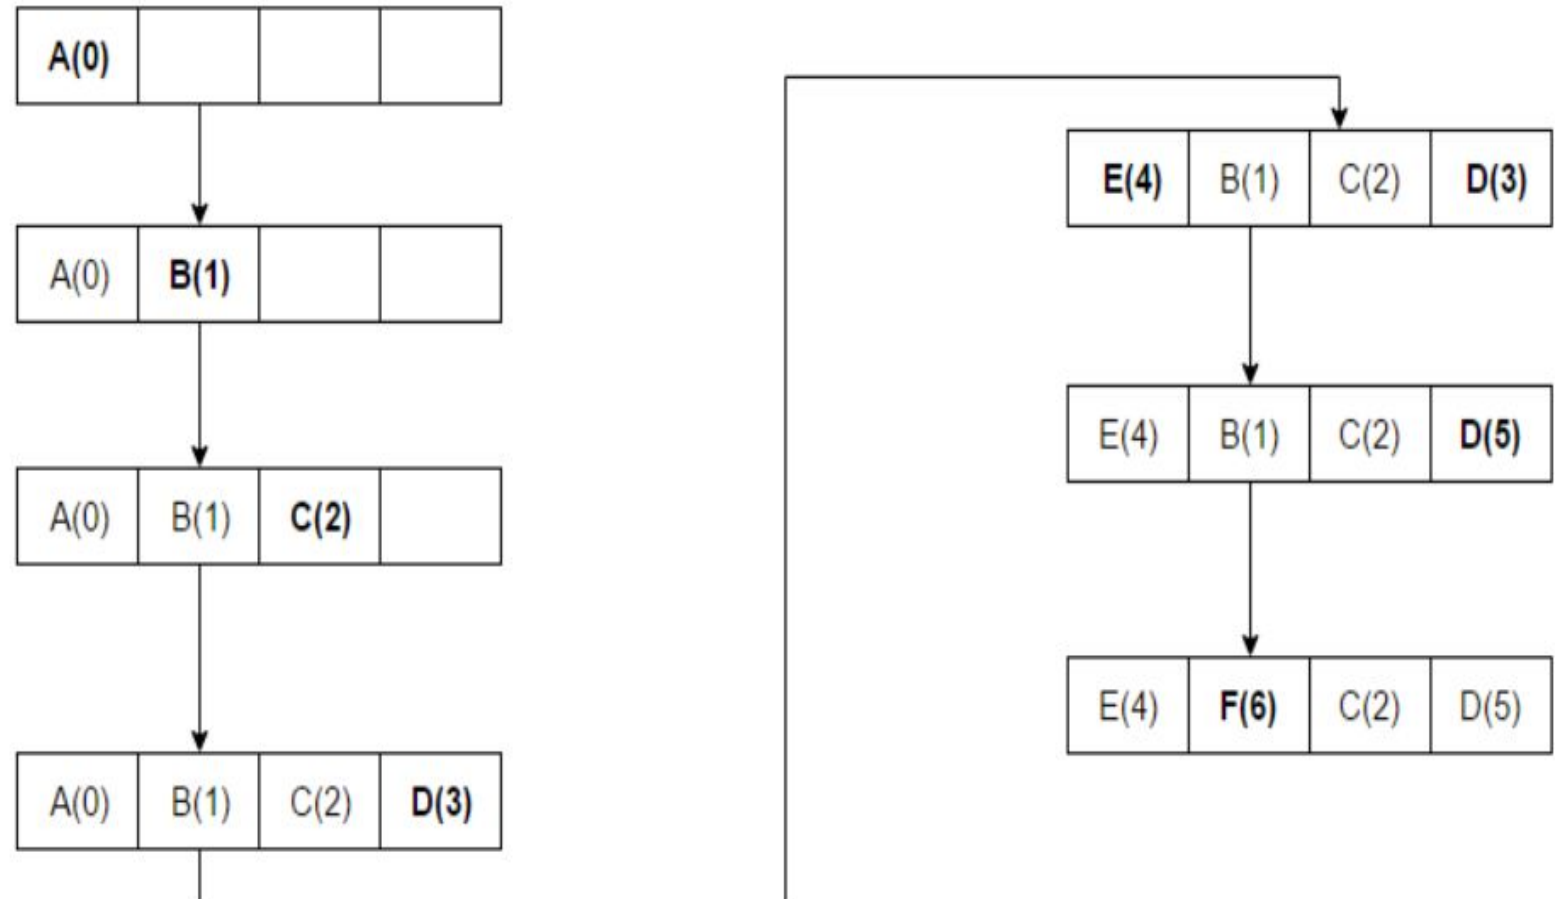 A(0)
A(0) B(1)
A(0) B(1) C(2)
A(0) B(1) C(2) D(3)
E(4) B(1) C(2) D(3)
E(4) B(1) C(2) D(5)
E(4) F(6) C(2) D(5)